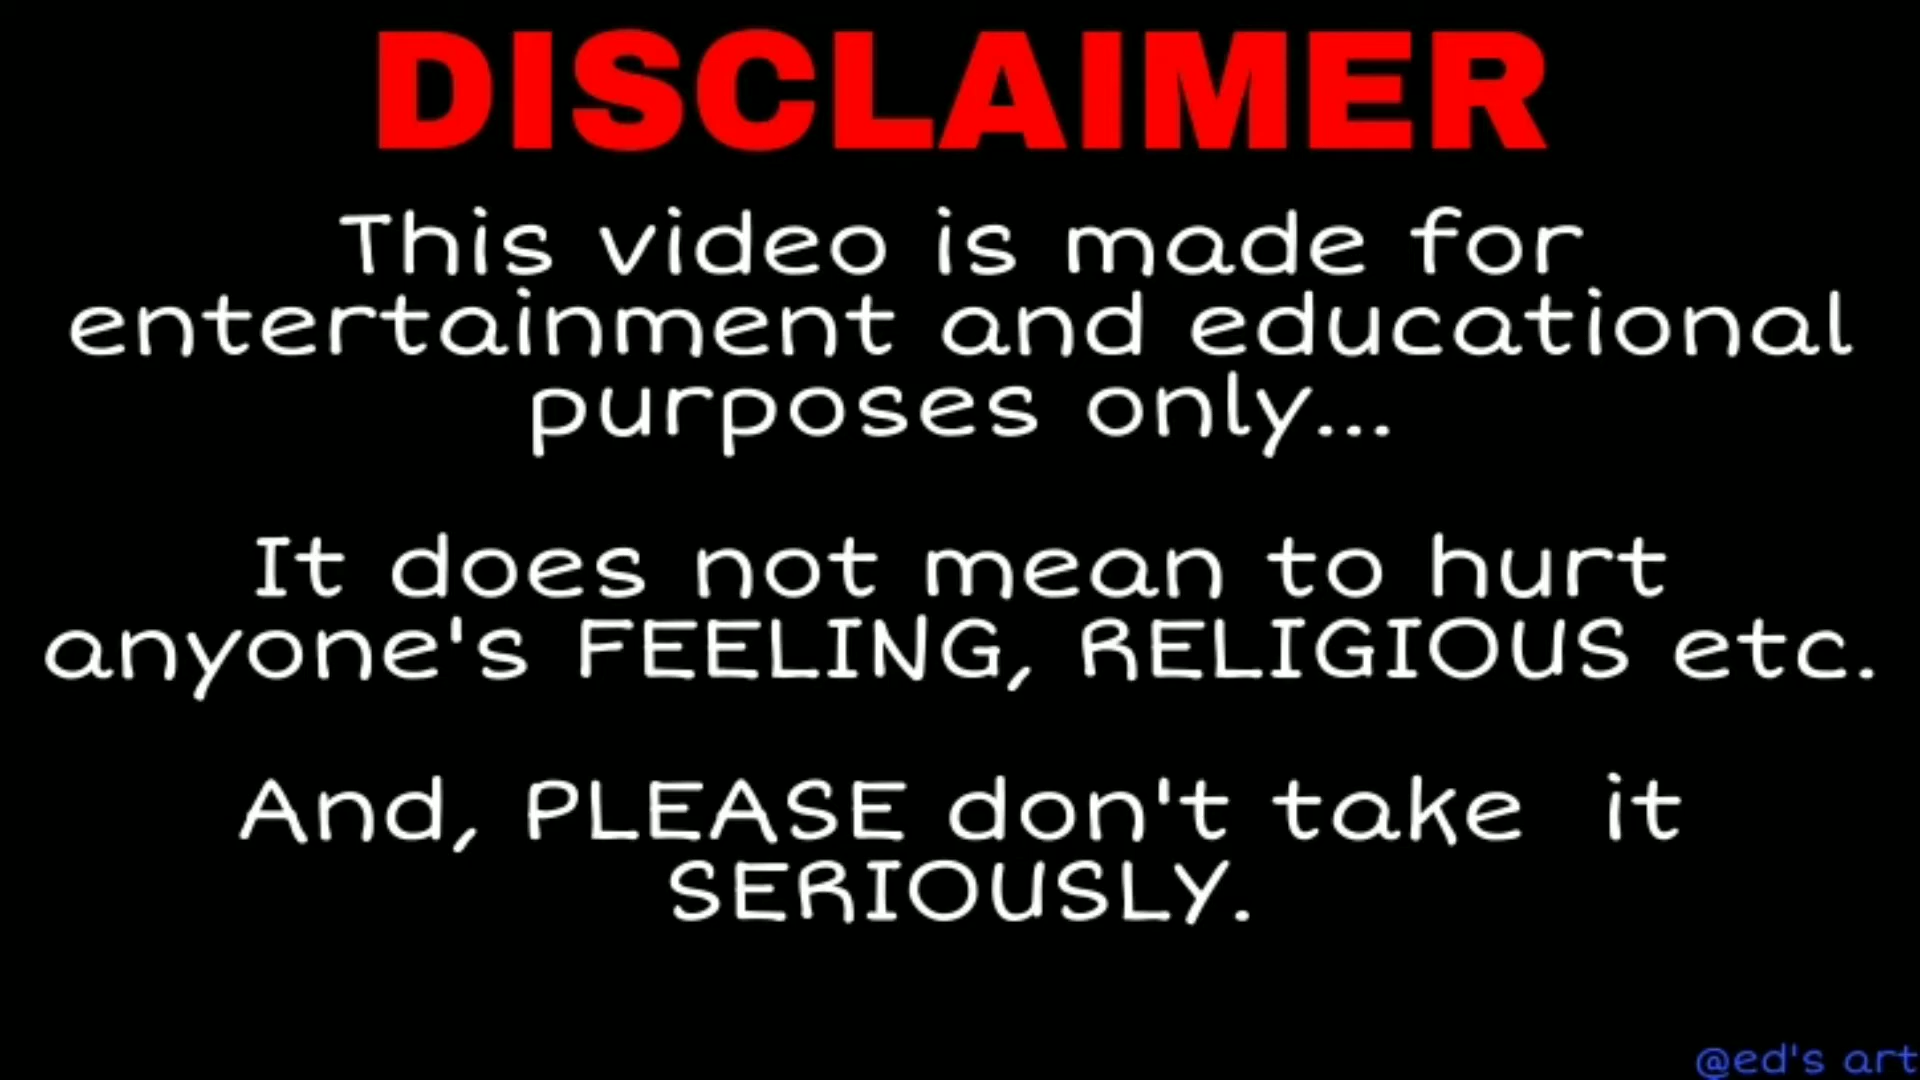 DISCLAIMER
This video is made for
entertainment and educational
purposes only...
It does not mean to hurt
anyone's FEELING, RELIGIOUS etc.
And, PLEASE don't take it
SERIOUSLY.
@ed's art